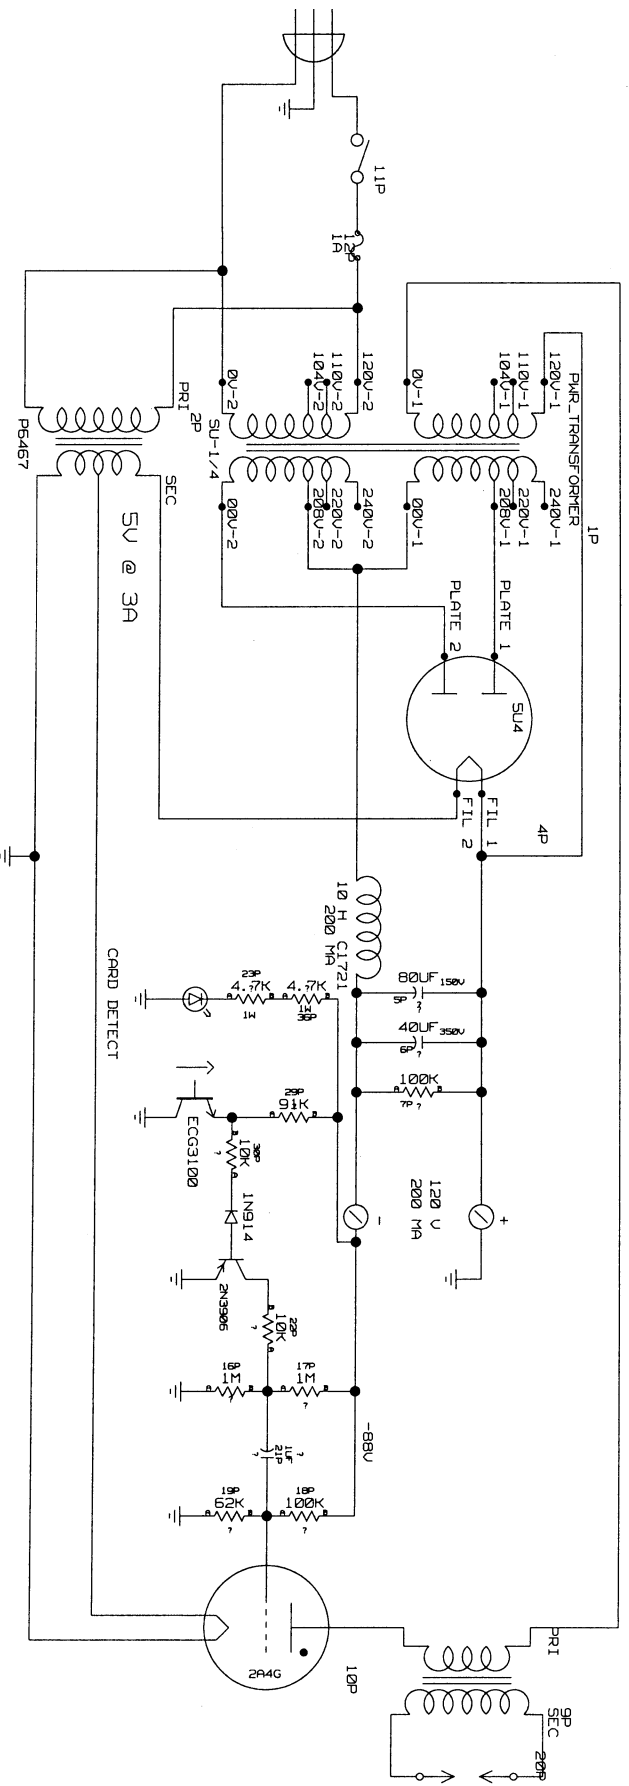 11P
12P
1A
120V-2
110V-2
104V-2
0V-2
120V-1
110V-1
104V-1
0V-1
PWR_TRANSFORMER
1P
PRI
2P
SU-1/4
P6467
SEC
5V @ 3A
240V-2
220V-2
208V-2
00V-2
240V-1
220V-1
208V-1
00V-1
PLATE 1
PLATE 2
5U4
FIL 1
FIL 2
4P
10 H C1721
200 MA
CARD DETECT
80UF 150V
5P ?
40UF 350V
6P ?
100K
7P ?
23P
4.7K
1W
A B
4.7K
1W
36P
A B
29P
91K
A B
ECG3100
30P
10K
?
B A
1N914
2N3906
120 V
200 MA
+
-
22P
10K
?
B A
16P
1M
?
A B
17P
1M
?
A B
-88V
1UF
21P
?
19P
62K
?
A B
18P
100K
?
A B
2A4G
10P
PRI
9P
SEC
20P